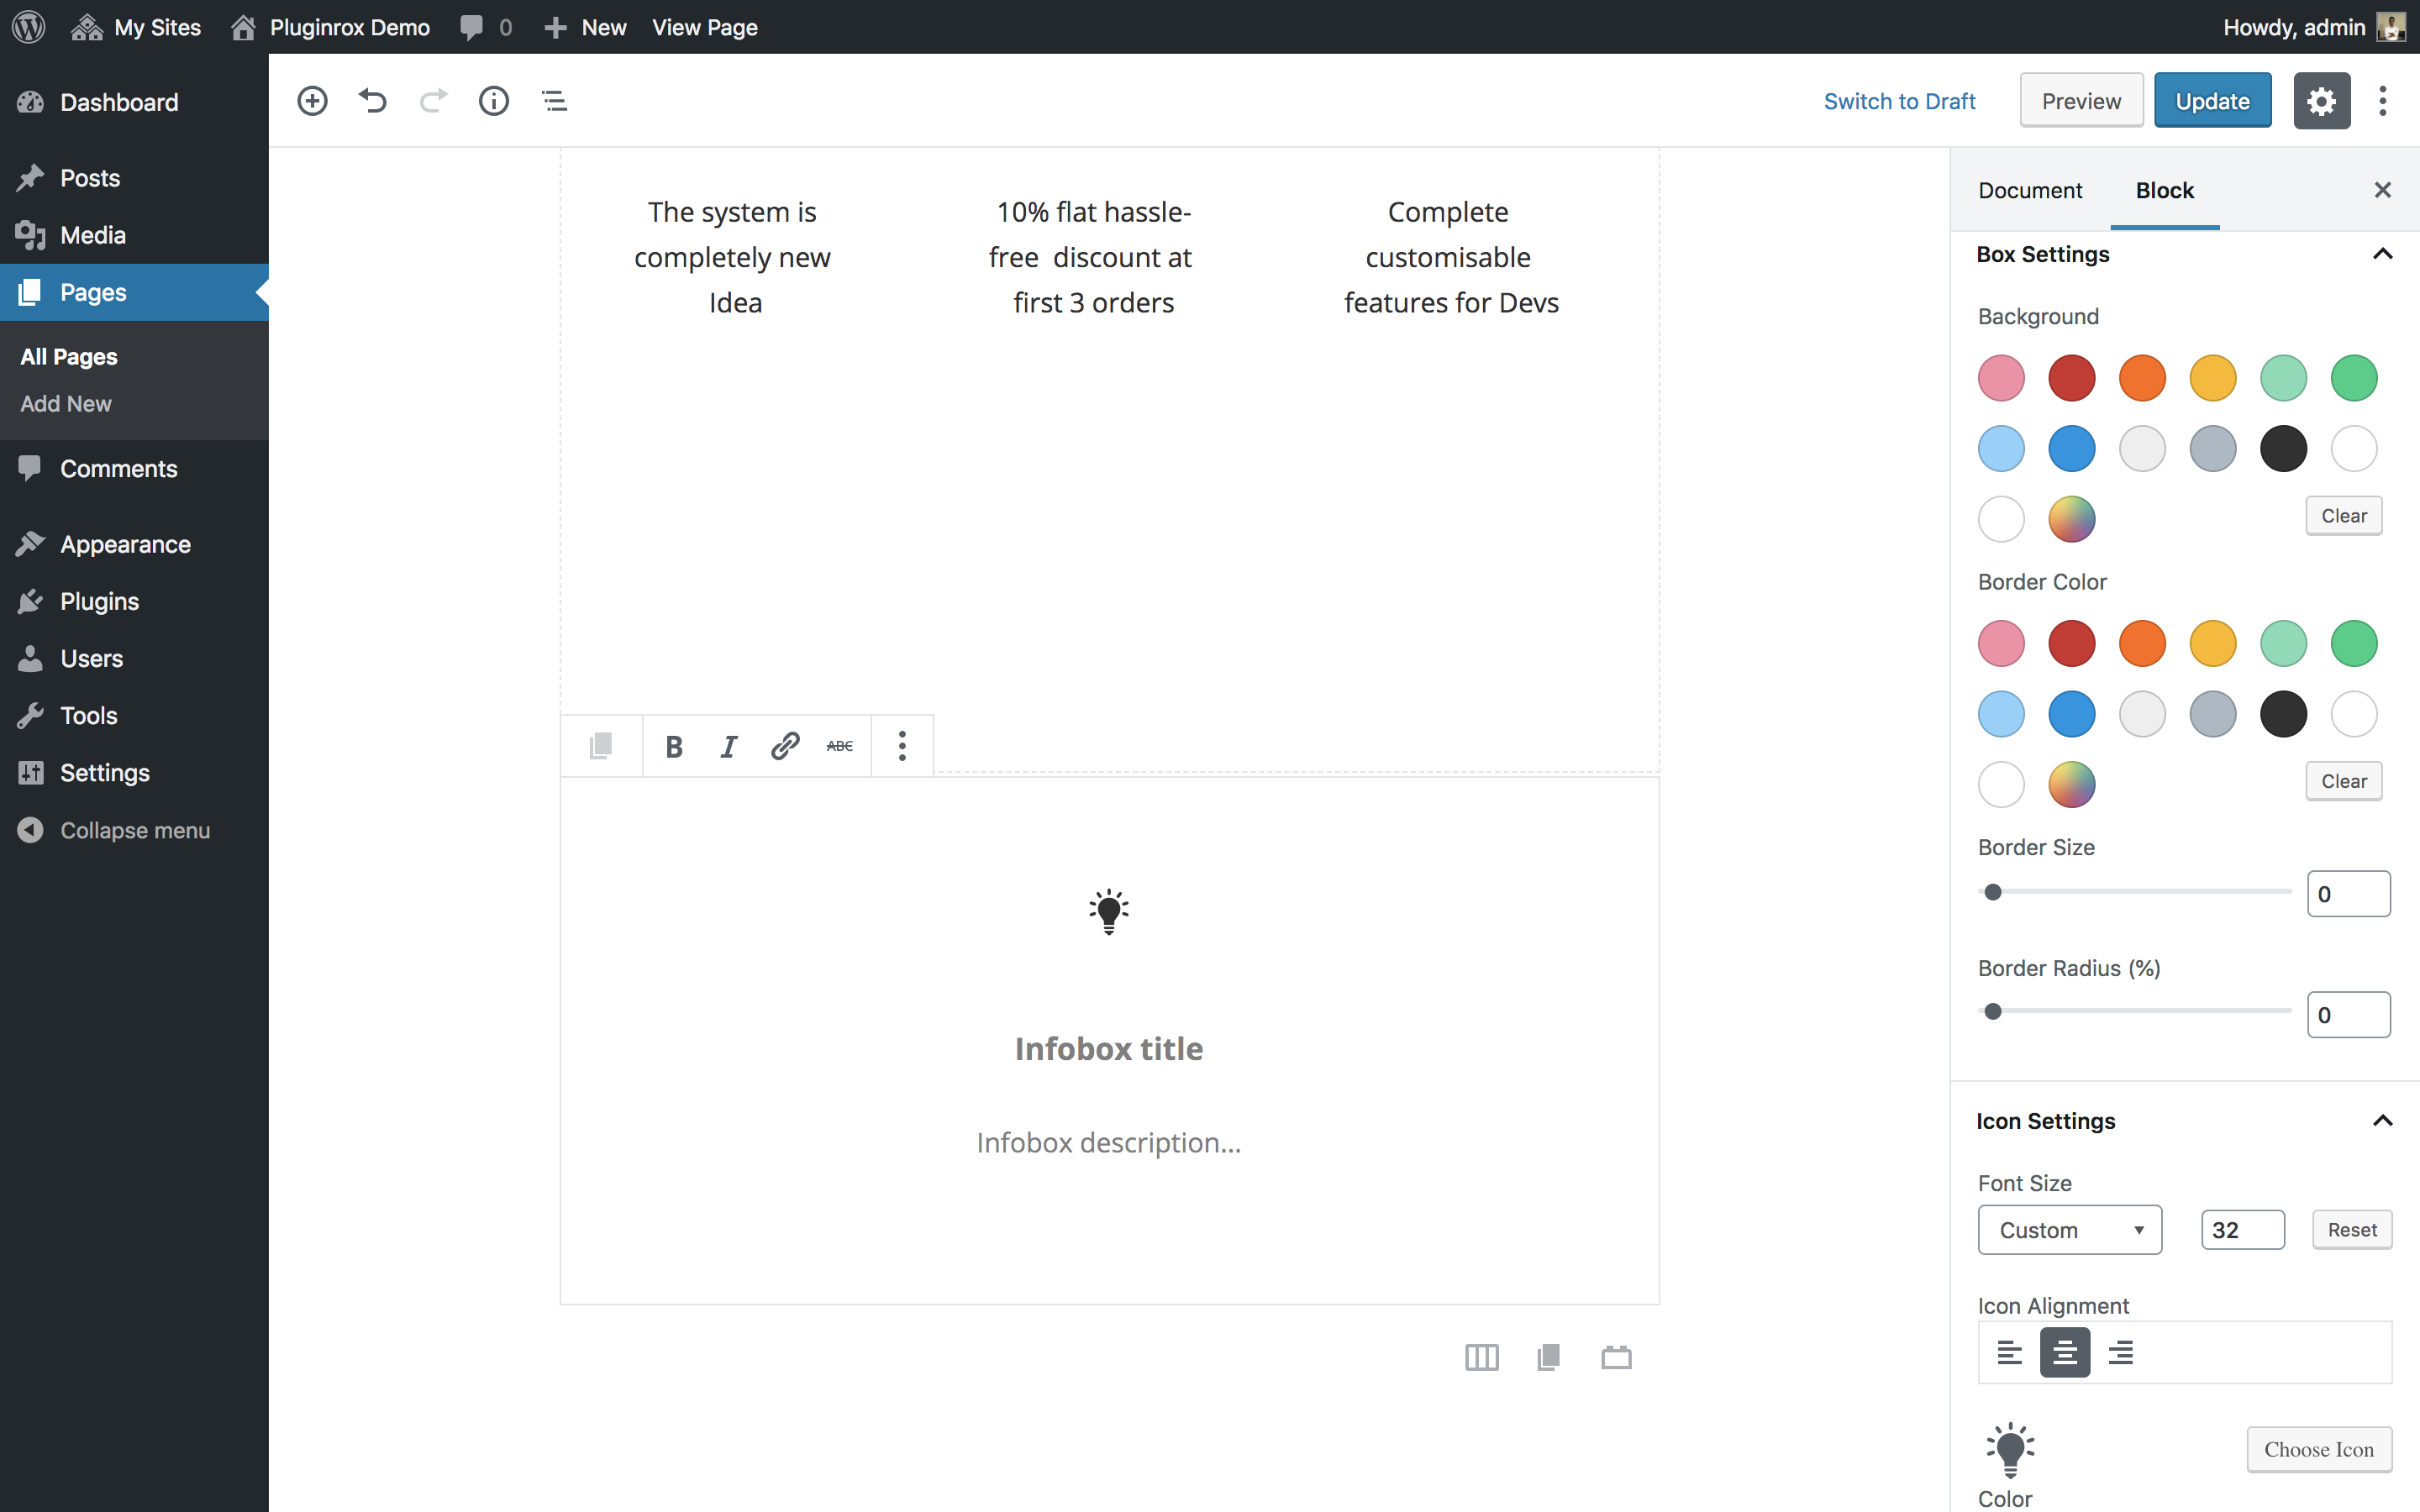 My Sites Pluginrox Demo 0 New View Page Howdy, admin
Dashboard
Posts
Media
Pages
All Pages
Add New
Comments
Appearance
Plugins
Users
Tools
Settings
Collapse menu
Switch to Draft Preview Update
The system is
completely new
Idea
10% flat hassle-
free discount at
first 3 orders
Complete
customisable
features for Devs
B I ABC
Infobox title
Infobox description...
Document Block
Box Settings
Background
Clear
Border Color
Clear
Border Size
0
Border Radius (%)
0
Icon Settings
Font Size
Custom 32 Reset
Icon Alignment
Choose Icon
Color